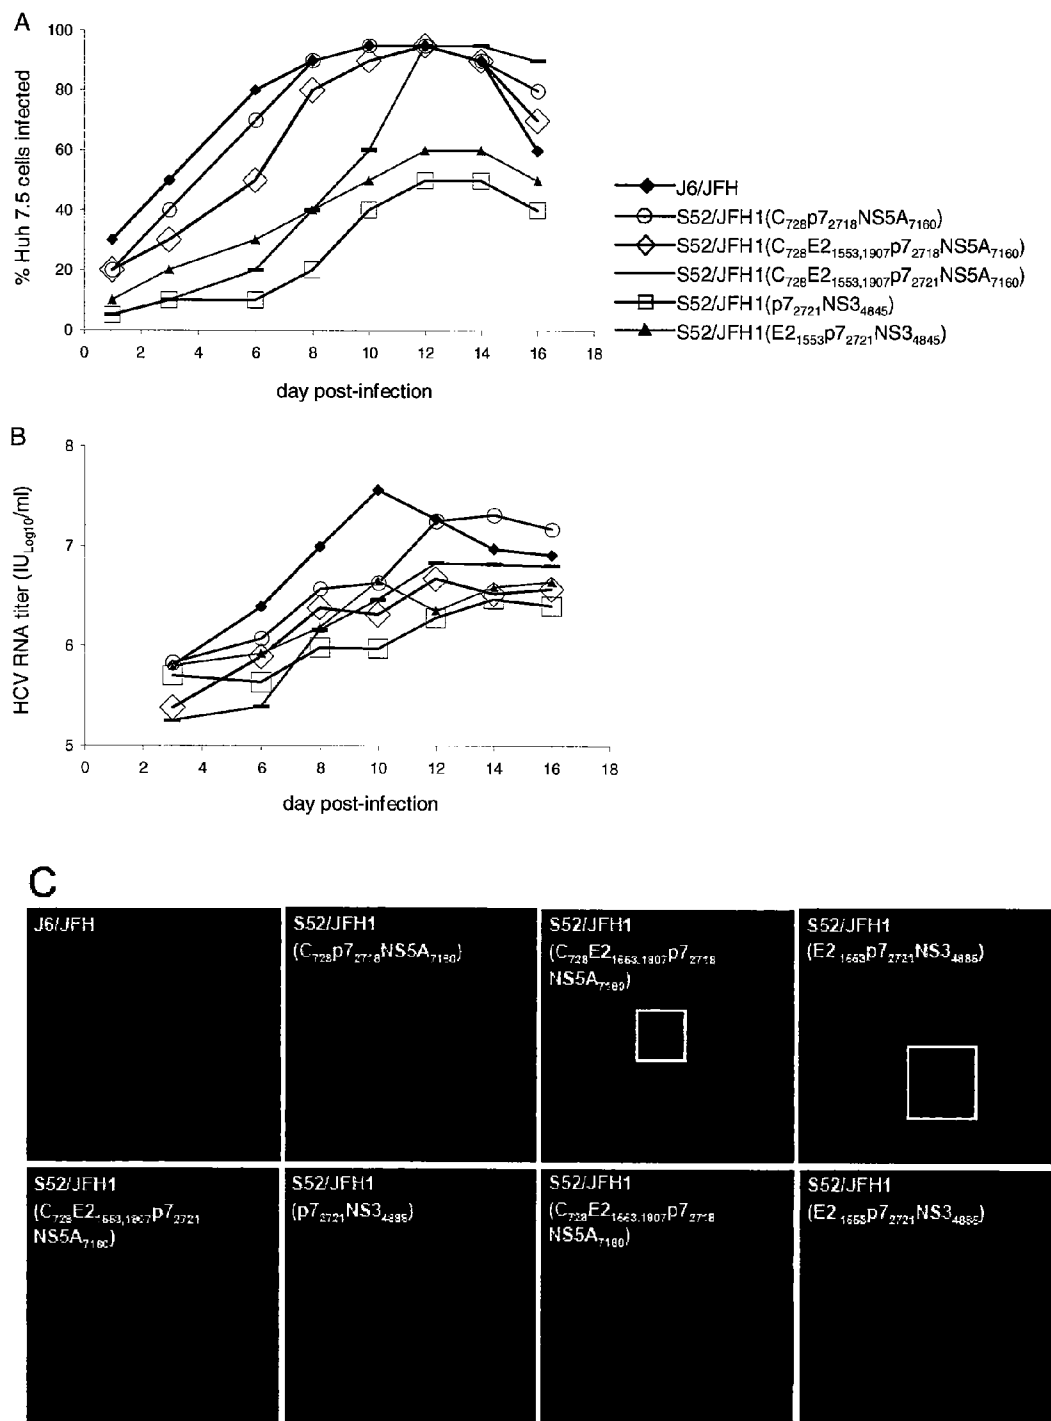 A
% Huh 7.5 cells infected
100
80
60
40
20
0
0 2 4 6 8 10 12 14 16 18
day post-infection
J6/JFH
S52/JFH1(C728p72718NS5A7160)
S52/JFH1(C728E21553,1907p72718NS5A7160)
S52/JFH1(C728E21553,1907p72721NS5A7160)
S52/JFH1(p72721NS34845)
S52/JFH1(E21553p72721NS34845)
B
HCV RNA titer (IULog10/ml)
8
7
6
5
0 2 4 6 8 10 12 14 16 18
day post-infection
C
J6/JFH
S52/JFH1
(C728p72718NS5A7160)
S52/JFH1
(C728E21553,1907p72718
NS5A7160)
S52/JFH1
(E21553p72721NS34885)
S52/JFH1
(C728E21553,1907p72721
NS5A7160)
S52/JFH1
(p72721NS34885)
S52/JFH1
(C728E21553,1907p72718
NS5A7160)
S52/JFH1
(E21553p72721NS34885)